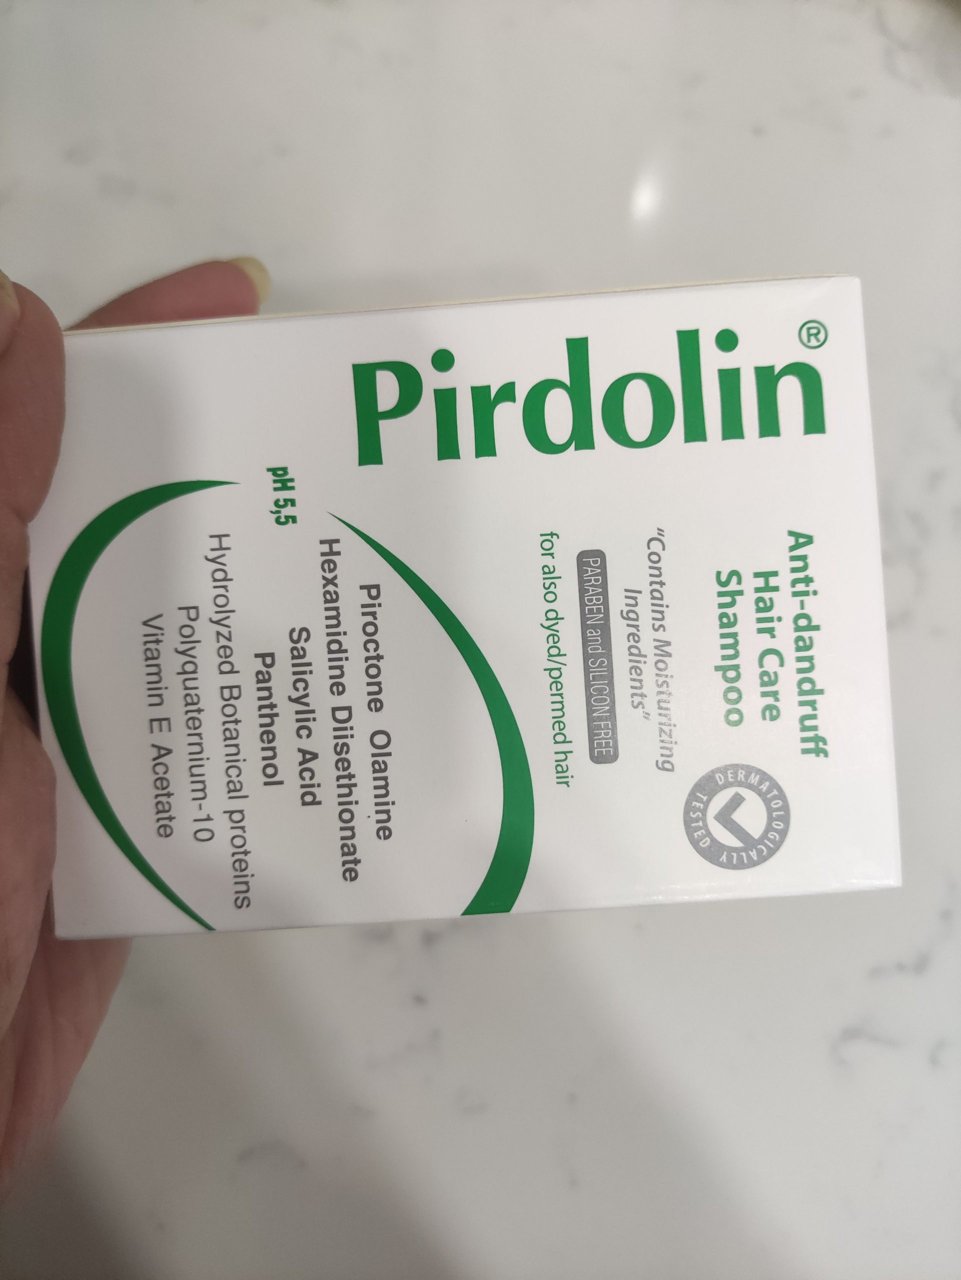 Pirdolin®
Anti-dandruff
Hair Care
Shampoo
DERMATOLOGICALLY TESTED
"Contains Moisturizing
Ingredients"
PARABEN and SILICON FREE
for also dyed/permed hair
Piroctone Olamine
Hexamidine Diisethionate
Salicylic Acid
Panthenol
pH 5,5
Hydrolyzed Botanical proteins
Polyquaternium-10
Vitamin E Acetate